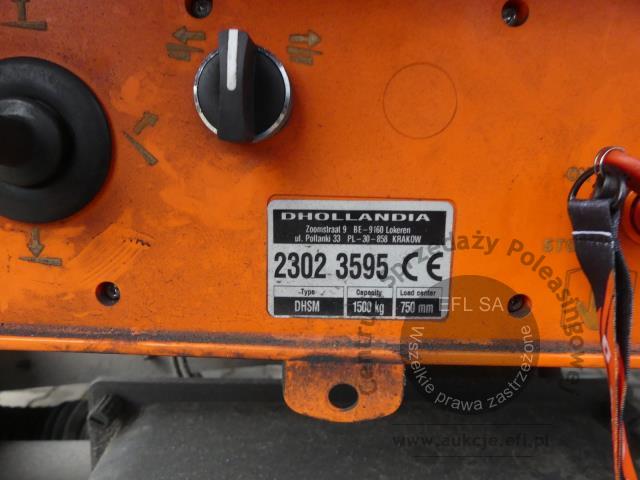 DHOLLANDIA
Zoomstraat 9 BE-9160 Lokeren
ul. Połtanki 33 PL-30-858 KRAKOW
2302 3595 CE
Type Capacity Load center
DHSM 1500 kg 750 mm
Centrum Sprzedaży Poleasingowej
EFL SA
Wszelkie prawa zastrzeżone
www.aukcje.efl.pl